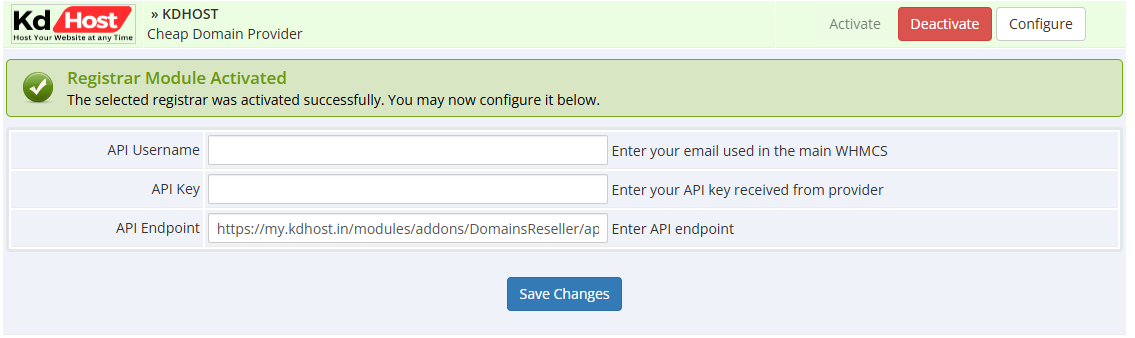 Kd Host
Host Your Website at any Time
» KDHOST
Cheap Domain Provider
Activate
Deactivate
Configure
Registrar Module Activated
The selected registrar was activated successfully. You may now configure it below.
API Username Enter your email used in the main WHMCS
API Key Enter your API key received from provider
API Endpoint https://my.kdhost.in/modules/addons/DomainsReseller/ap Enter API endpoint
Save Changes